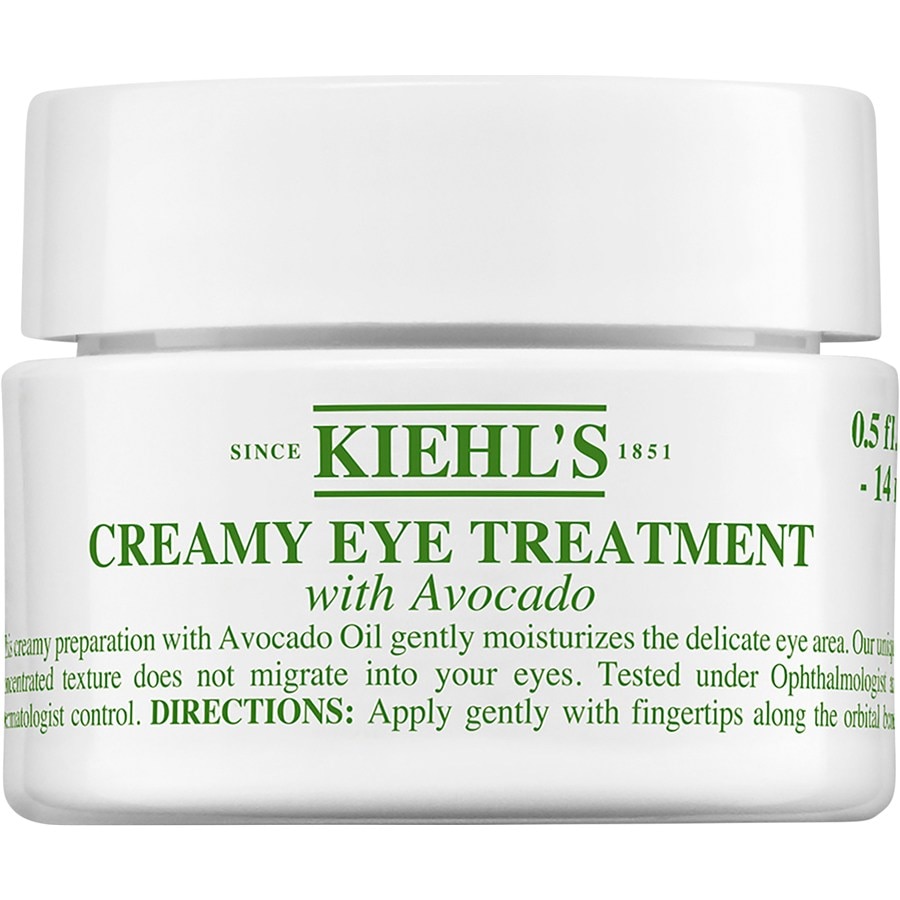 SINCE KIEHL'S 1851
0.5 fl.
- 14
CREAMY EYE TREATMENT
with Avocado
creamy preparation with Avocado Oil gently moisturizes the delicate eye area. Our
texture does not migrate into your eyes. Tested under Ophthalmologist
control. DIRECTIONS: Apply gently with fingertips along the orbital